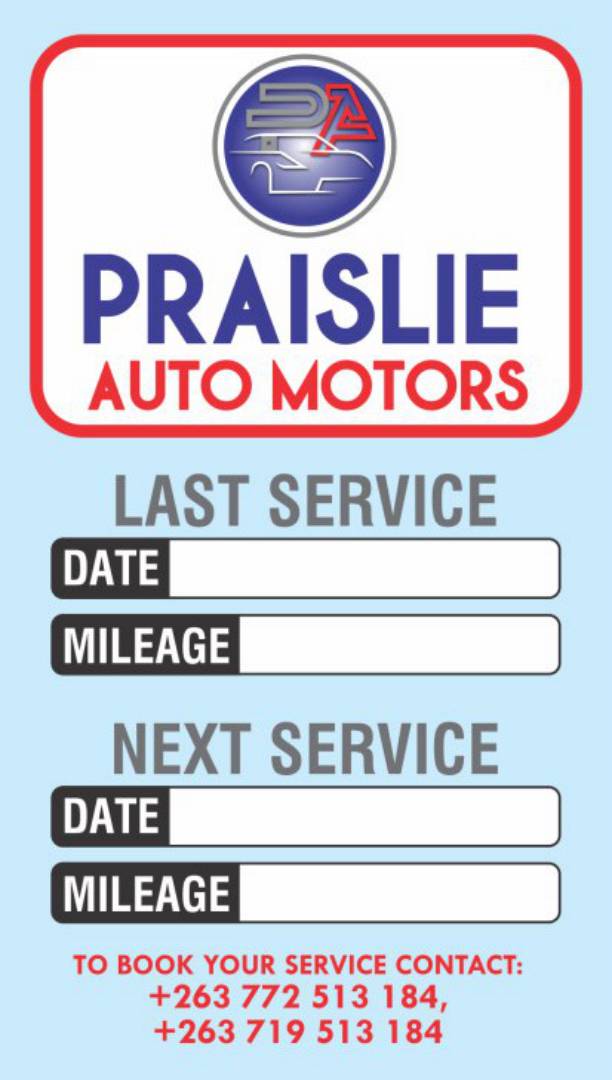 PA
PRAISLIE
AUTO MOTORS
LAST SERVICE
DATE
MILEAGE
NEXT SERVICE
DATE
MILEAGE
TO BOOK YOUR SERVICE CONTACT:
+263 772 513 184,
+263 719 513 184